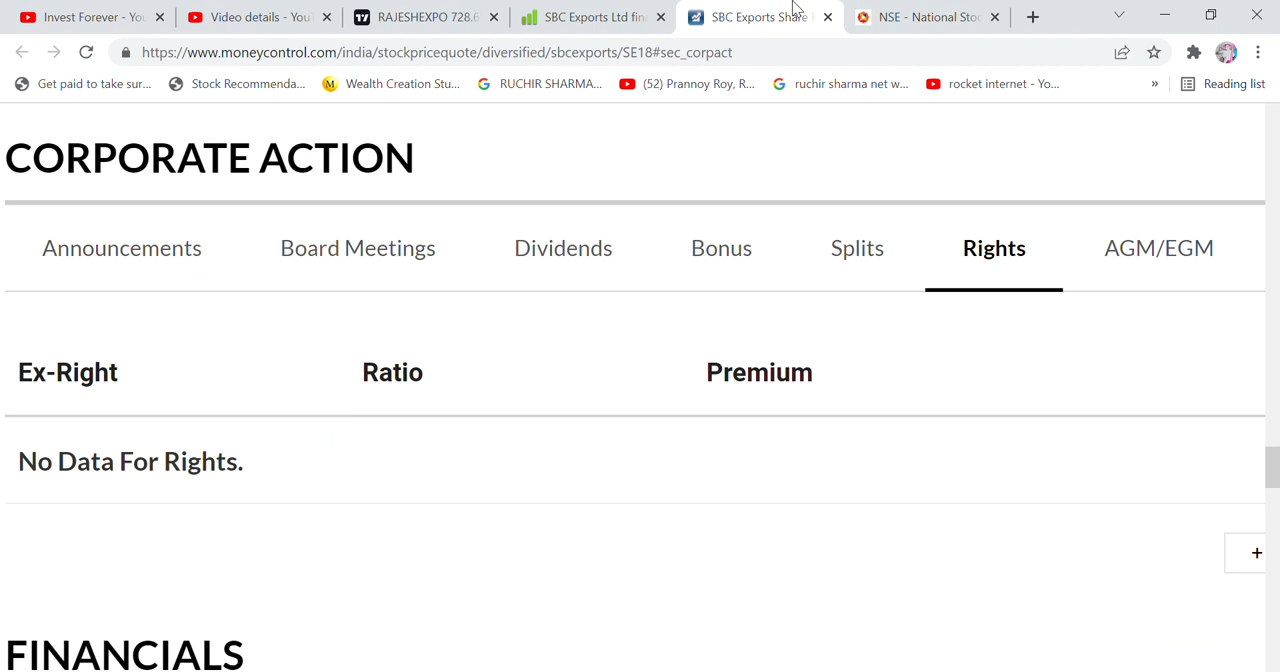 Invest Forever - You
Video details - YouT
RAJESHEXPO 728.6
SBC Exports Ltd fin
SBC Exports Share
NSE - National Stoc
https://www.moneycontrol.com/india/stockpricequote/diversified/sbcexports/SE18#sec_corpact
Get paid to take sur...
Stock Recommenda...
M
Wealth Creation Stu...
RUCHIR SHARMA...
(52) Prannoy Roy, R...
ruchir sharma net w...
rocket internet - Yo...
»
Reading list
CORPORATE ACTION
Announcements
Board Meetings
Dividends
Bonus
Splits
Rights
AGM/EGM
Ex-Right
Ratio
Premium
No Data For Rights.
+
FINANCIALS